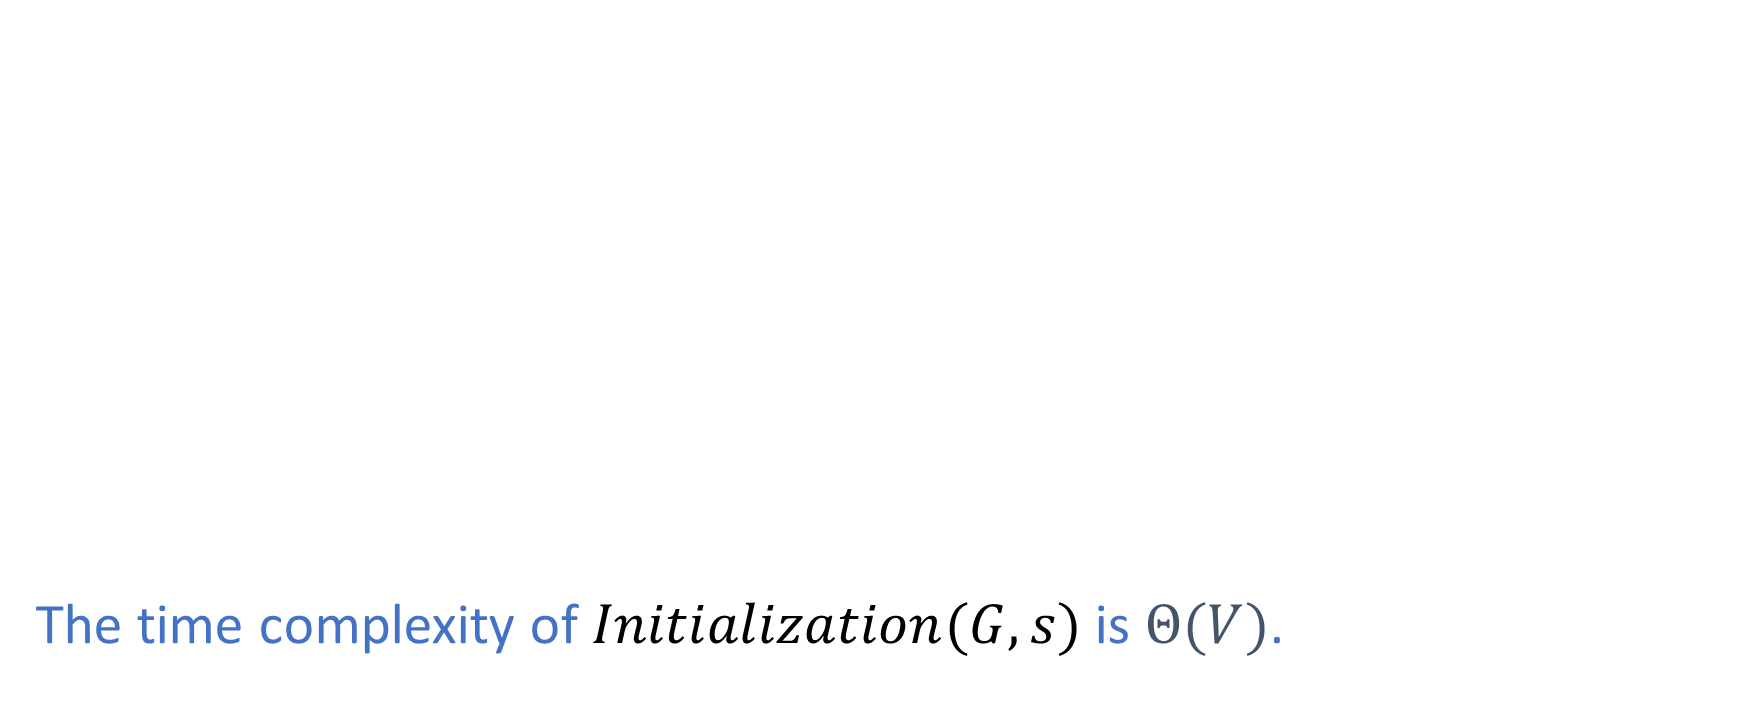 The time complexity of Initialization(G, s) is Θ(V).